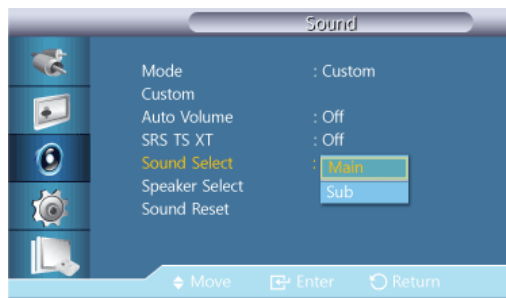 Sound
Mode : Custom
Custom
Auto Volume : Off
SRS TS XT : Off
Sound Select : Main
Sub
Speaker Select
Sound Reset
Move Enter Return